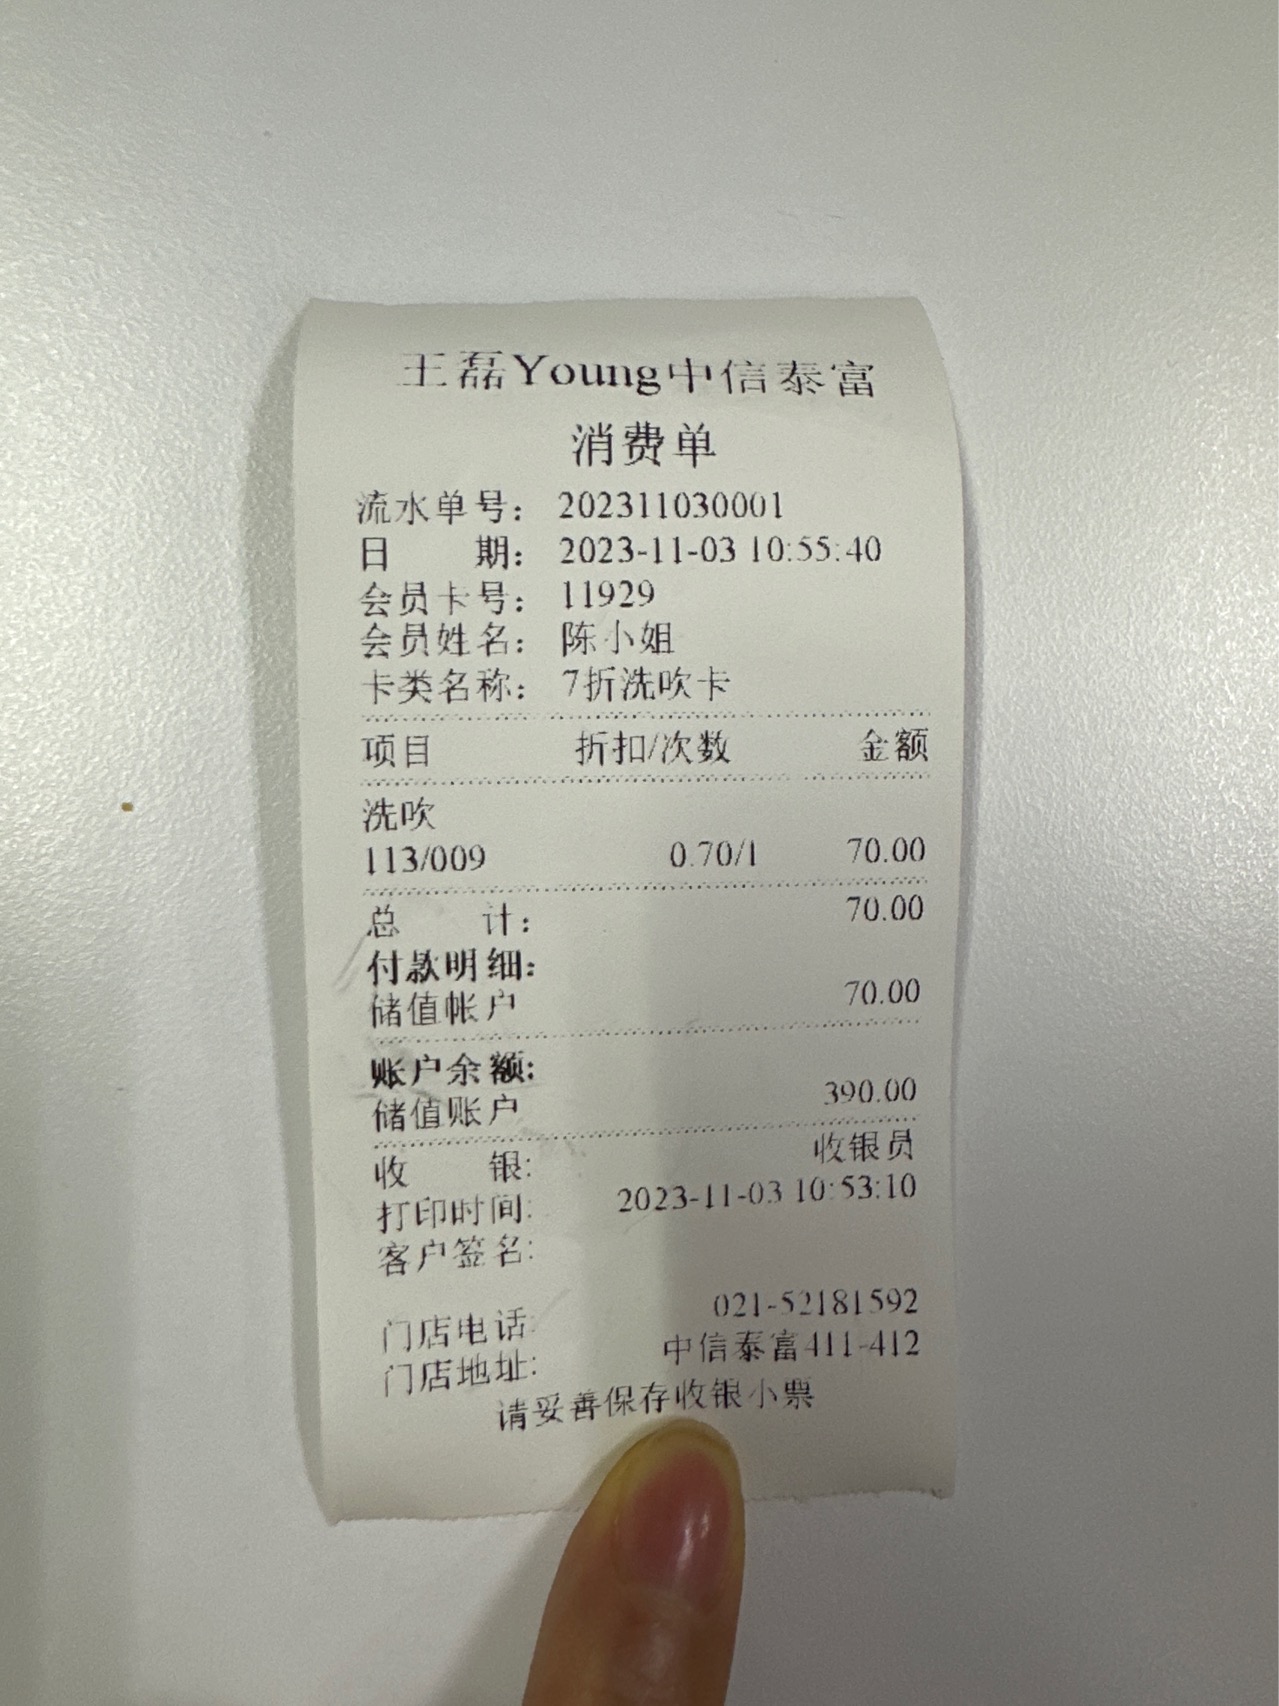 王磊Young中信泰富
消费单
流水单号： 202311030001
日 期： 2023-11-03 10:55:40
会员卡号： 11929
会员姓名： 陈小姐
卡类名称： 7折洗吹卡
项目 折扣/次数 金额
洗吹
113/009 0.70/1 70.00
总 计： 70.00
付款明细：
储值帐户 70.00
账户余额：
储值账户 390.00
收 银: 收银员
打印时间: 2023-11-03 10:53:10
客户签名:
门店电话: 021-52181592
门店地址: 中信泰富411-412
请妥善保存收银小票